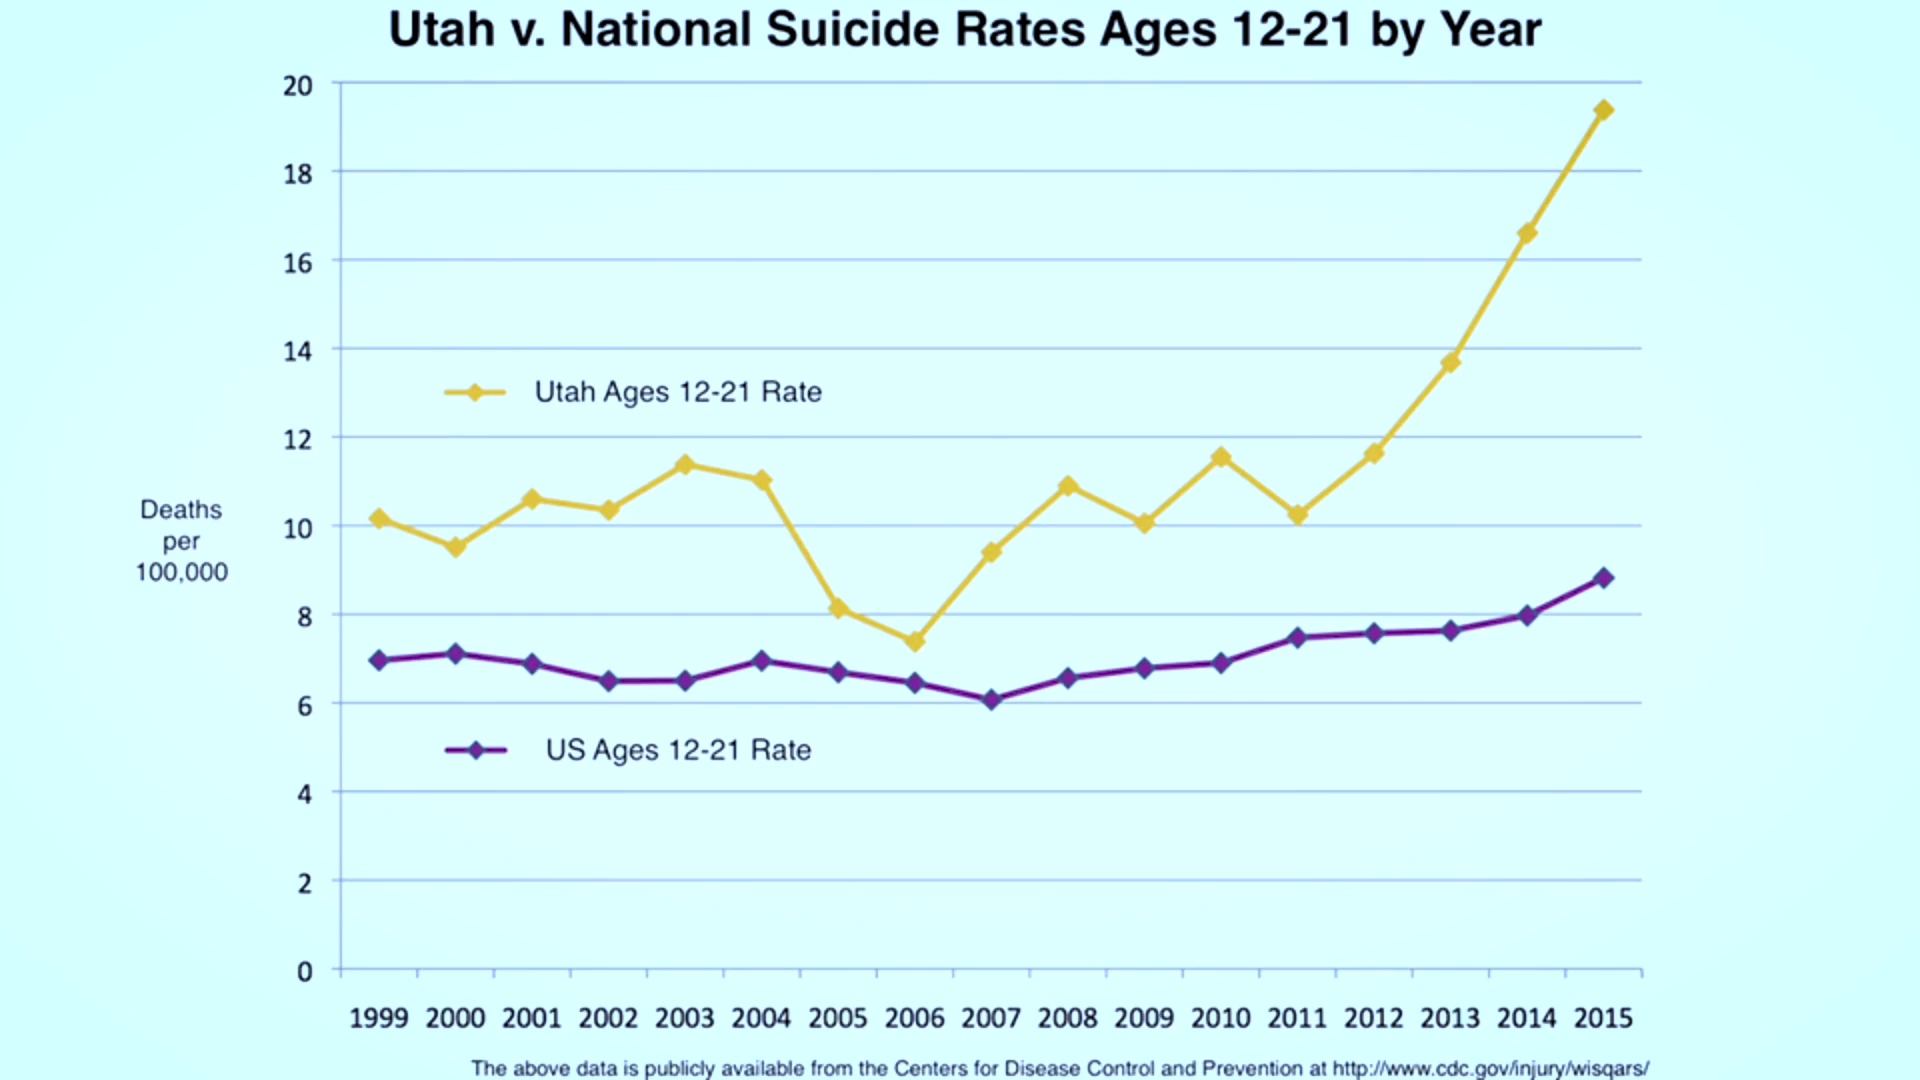 Utah v. National Suicide Rates Ages 12-21 by Year
20
18
16
14
Utah Ages 12-21 Rate
12
Deaths
per
100,000
10
8
6
US Ages 12-21 Rate
4
2
0
1999 2000 2001 2002 2003 2004 2005 2006 2007 2008 2009 2010 2011 2012 2013 2014 2015
The above data is publicly available from the Centers for Disease Control and Prevention at http://www.cdc.gov/injury/wisqars/